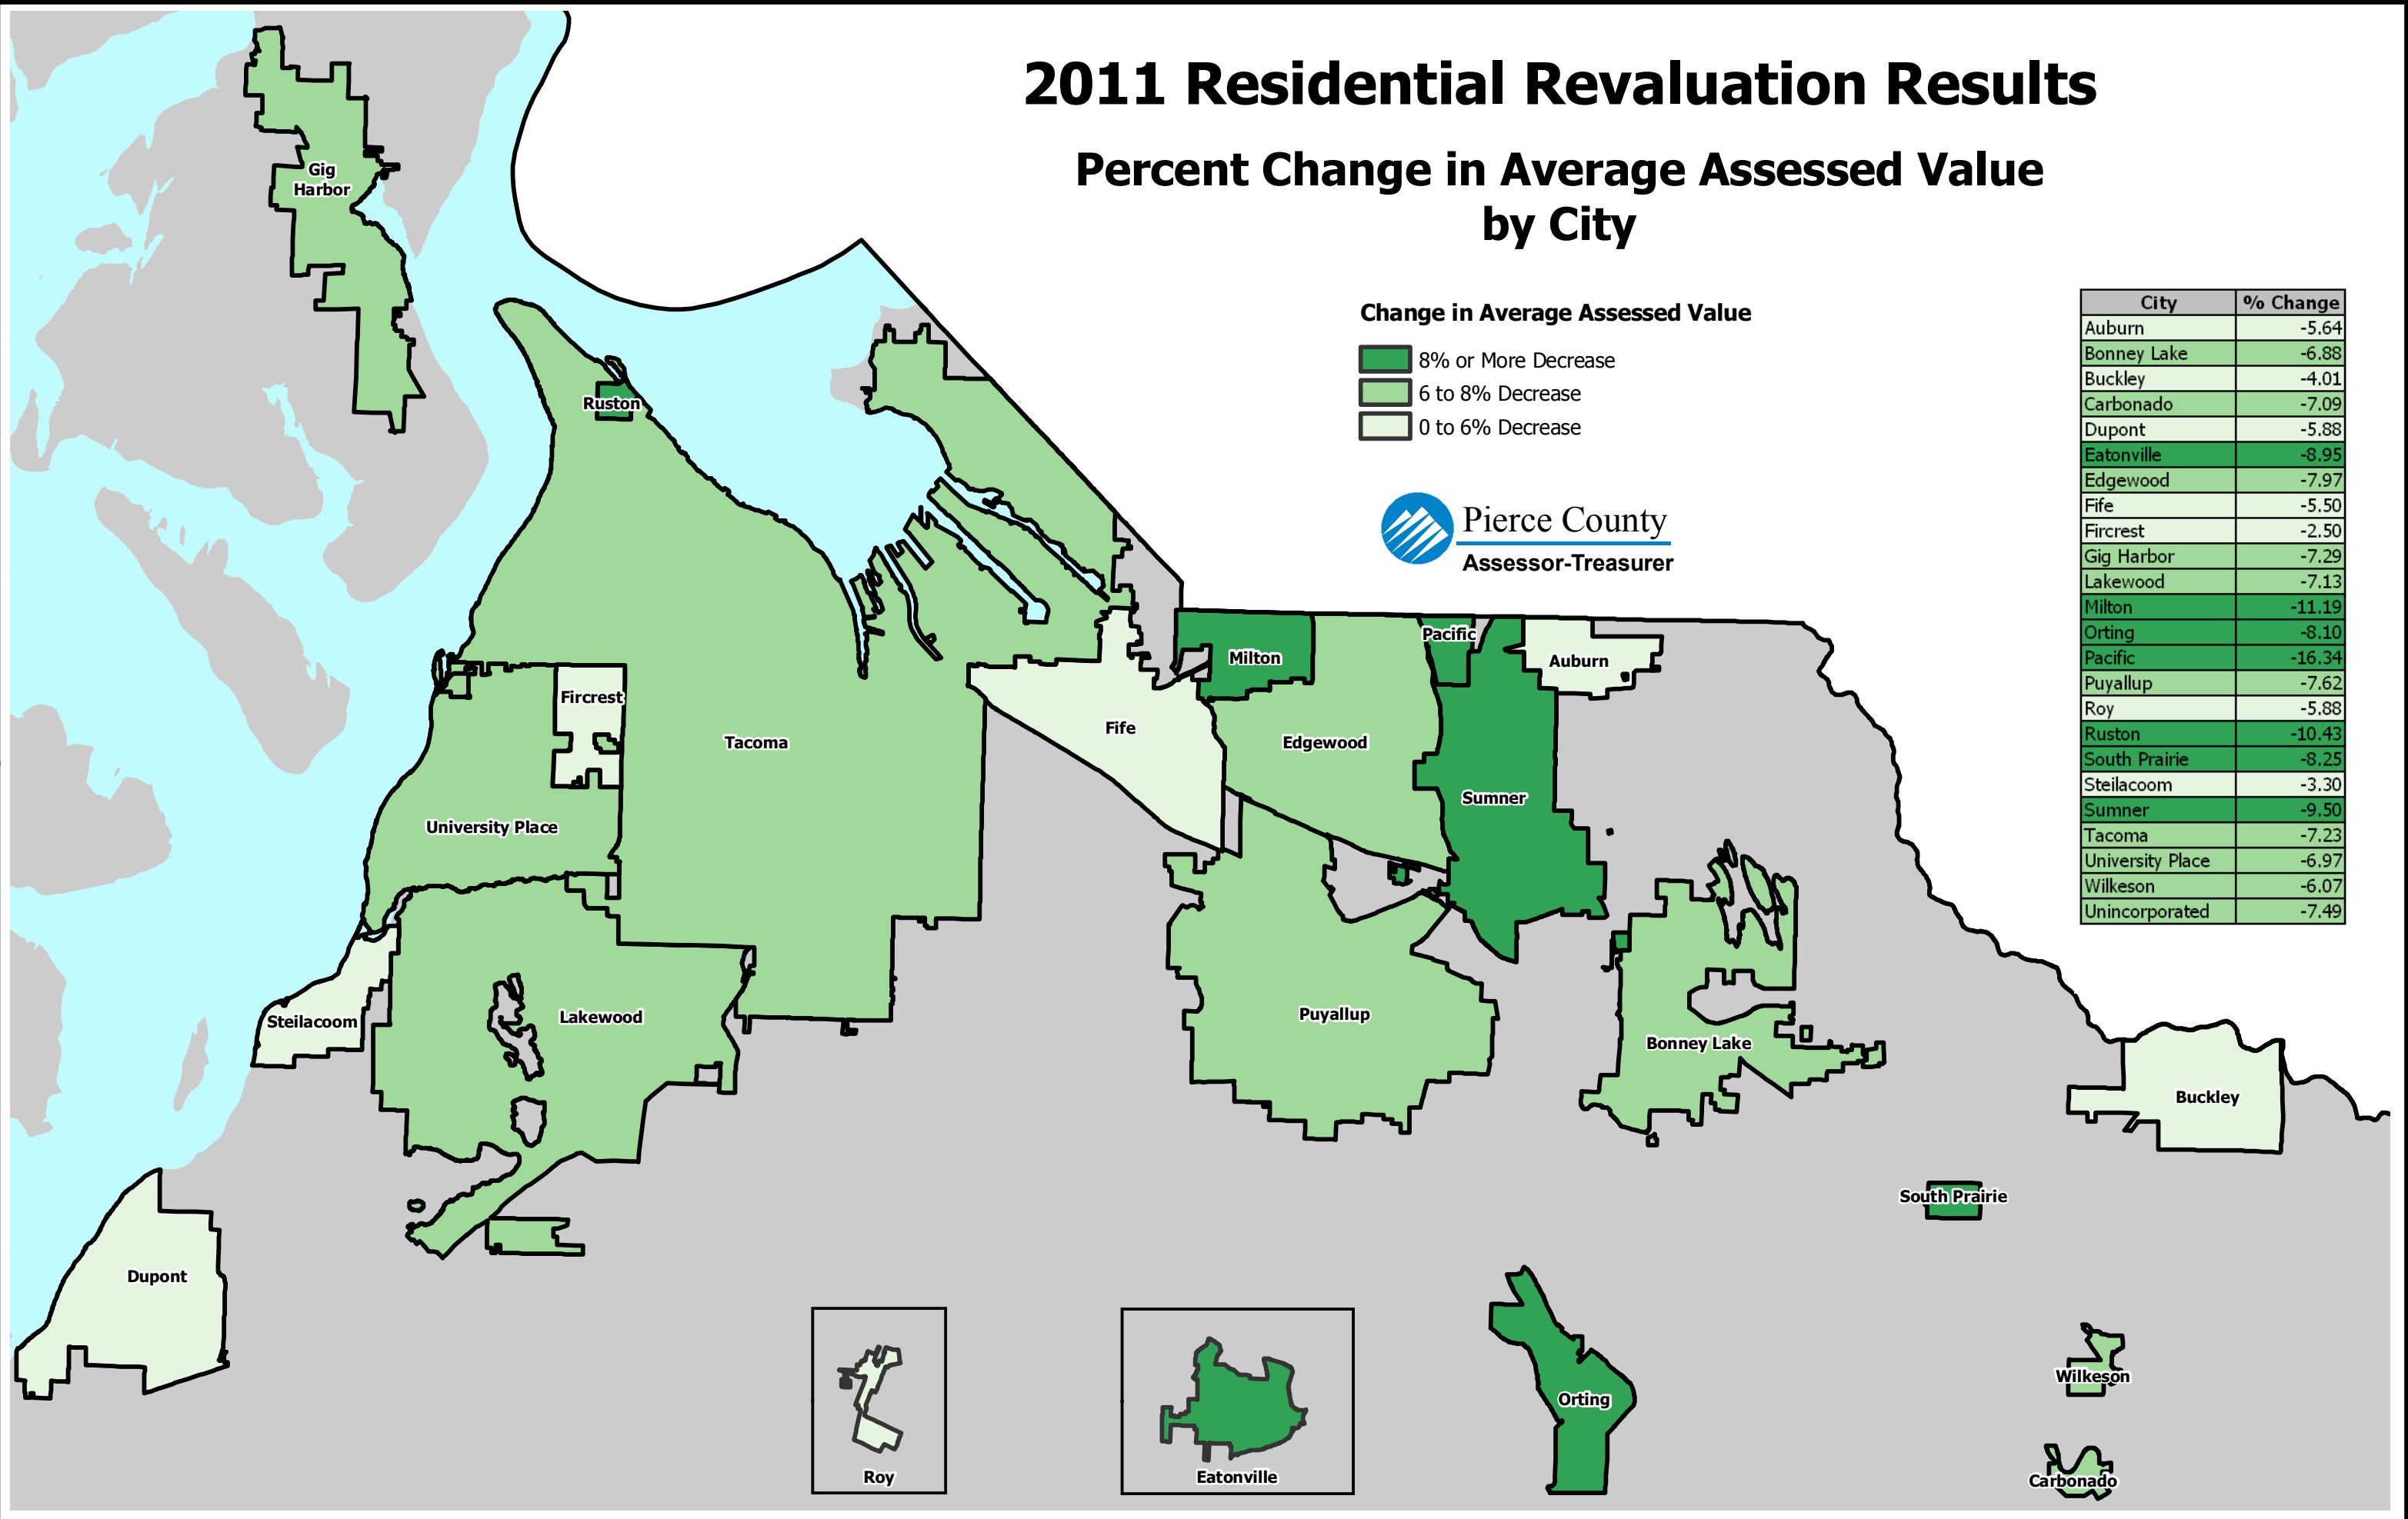 2011 Residential Revaluation Results
Percent Change in Average Assessed Value
by City
Change in Average Assessed Value
8% or More Decrease
6 to 8% Decrease
0 to 6% Decrease
Pierce County
Assessor-Treasurer
City % Change
Auburn -5.64
Bonney Lake -6.88
Buckley -4.01
Carbonado -7.09
Dupont -5.88
Eatonville -8.95
Edgewood -7.97
Fife -5.50
Fircrest -2.50
Gig Harbor -7.29
Lakewood -7.13
Milton -11.19
Orting -8.10
Pacific -16.34
Puyallup -7.62
Roy -5.88
Ruston -10.43
South Prairie -8.25
Steilacoom -3.30
Sumner -9.50
Tacoma -7.23
University Place -6.97
Wilkeson -6.07
Unincorporated -7.49
Gig
Harbor
Ruston
Pacific
Milton
Auburn
Fircrest
Fife
Tacoma
Edgewood
Sumner
University Place
Puyallup
Lakewood
Steilacoom
Bonney Lake
Buckley
South Prairie
Dupont
Wilkeson
Orting
Roy
Eatonville
Carbonado